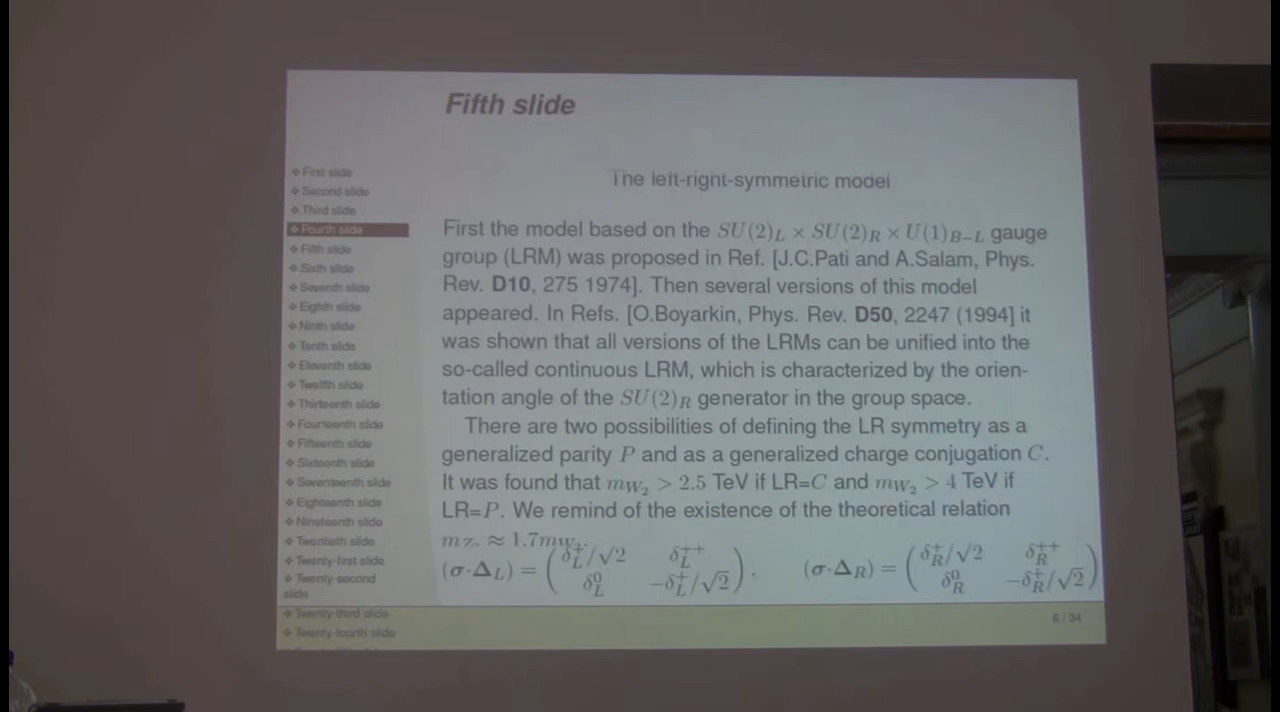 Fifth slide
❖ First slide
❖ Second slide
❖ Third slide
❖ Fourth slide
❖ Fifth slide
❖ Sixth slide
❖ Seventh slide
❖ Eighth slide
❖ Ninth slide
❖ Tenth slide
❖ Eleventh slide
❖ Twelfth slide
❖ Thirteenth slide
❖ Fourteenth slide
❖ Fifteenth slide
❖ Sixteenth slide
❖ Seventeenth slide
❖ Eighteenth slide
❖ Nineteenth slide
❖ Twentieth slide
❖ Twenty-first slide
❖ Twenty-second
slide
❖ Twenty-third slide
❖ Twenty-fourth slide
The left-right-symmetric model
First the model based on the SU(2)_L × SU(2)_R × U(1)_{B−L} gauge
group (LRM) was proposed in Ref. [J.C.Pati and A.Salam, Phys.
Rev. D10, 275 1974]. Then several versions of this model
appeared. In Refs. [O.Boyarkin, Phys. Rev. D50, 2247 (1994] it
was shown that all versions of the LRMs can be unified into the
so-called continuous LRM, which is characterized by the orien-
tation angle of the SU(2)_R generator in the group space.
There are two possibilities of defining the LR symmetry as a
generalized parity P and as a generalized charge conjugation C.
It was found that m_{W_2} > 2.5 TeV if LR=C and m_{W_2} > 4 TeV if
LR=P. We remind of the existence of the theoretical relation
≈ 1.7m_W
(σ·Δ_L) = ( δ_L^+/√2 δ_L^{++} δ_L^0 −δ_L^+/√2 ), (σ·Δ_R) = ( δ_R^+/√2 δ_R^{++} δ_R^0 −δ_R^+/√2 )
6 / 34